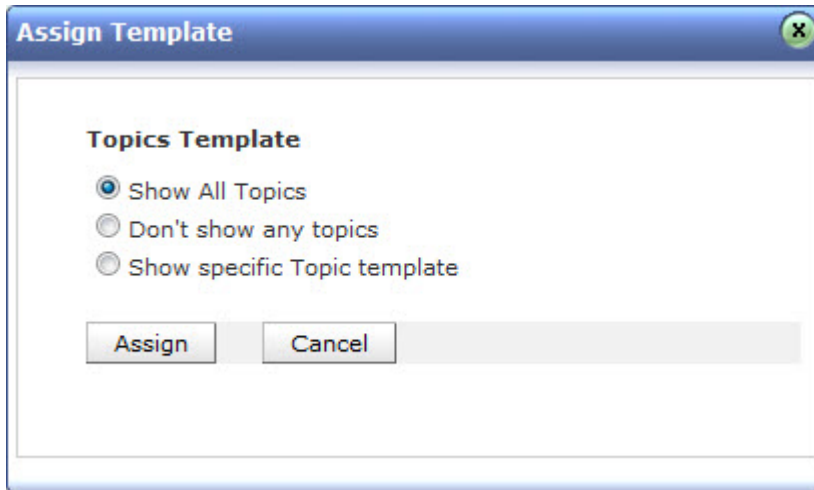 Assign Template
Topics Template
Show All Topics
Don't show any topics
Show specific Topic template
Assign Cancel